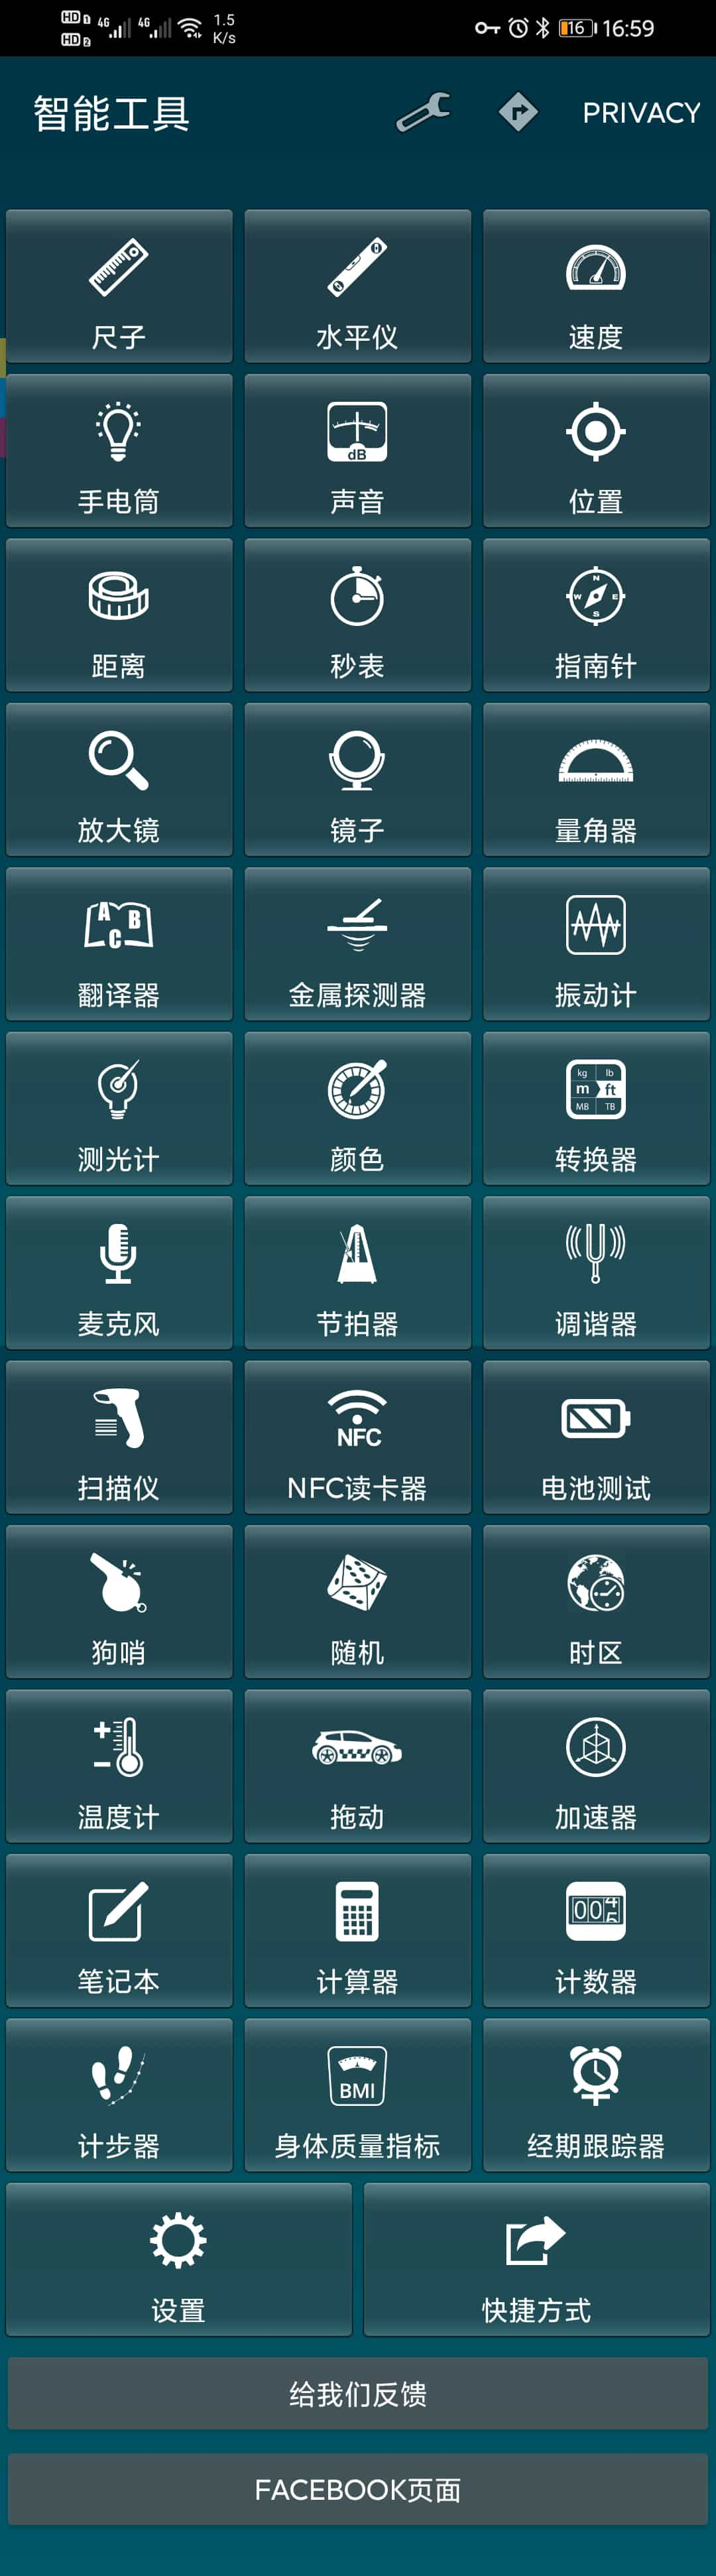 HD 1 4G 4G 1.5 16 16:59
HD 2 K/s
智能工具 PRIVACY
尺子 水平仪 速度
dB
手电筒 声音 位置
N
W E
S
距离 秒表 指南针
放大镜 镜子 量角器
A B
C
翻译器 金属探测器 振动计
kg lb
m ft
MB TB
测光计 颜色 转换器
麦克风 节拍器 调谐器
NFC
扫描仪 NFC读卡器 电池测试
狗哨 随机 时区
温度计 拖动 加速器
004
5
笔记本 计算器 计数器
BMI
计步器 身体质量指标 经期跟踪器
设置 快捷方式
给我们反馈
FACEBOOK页面